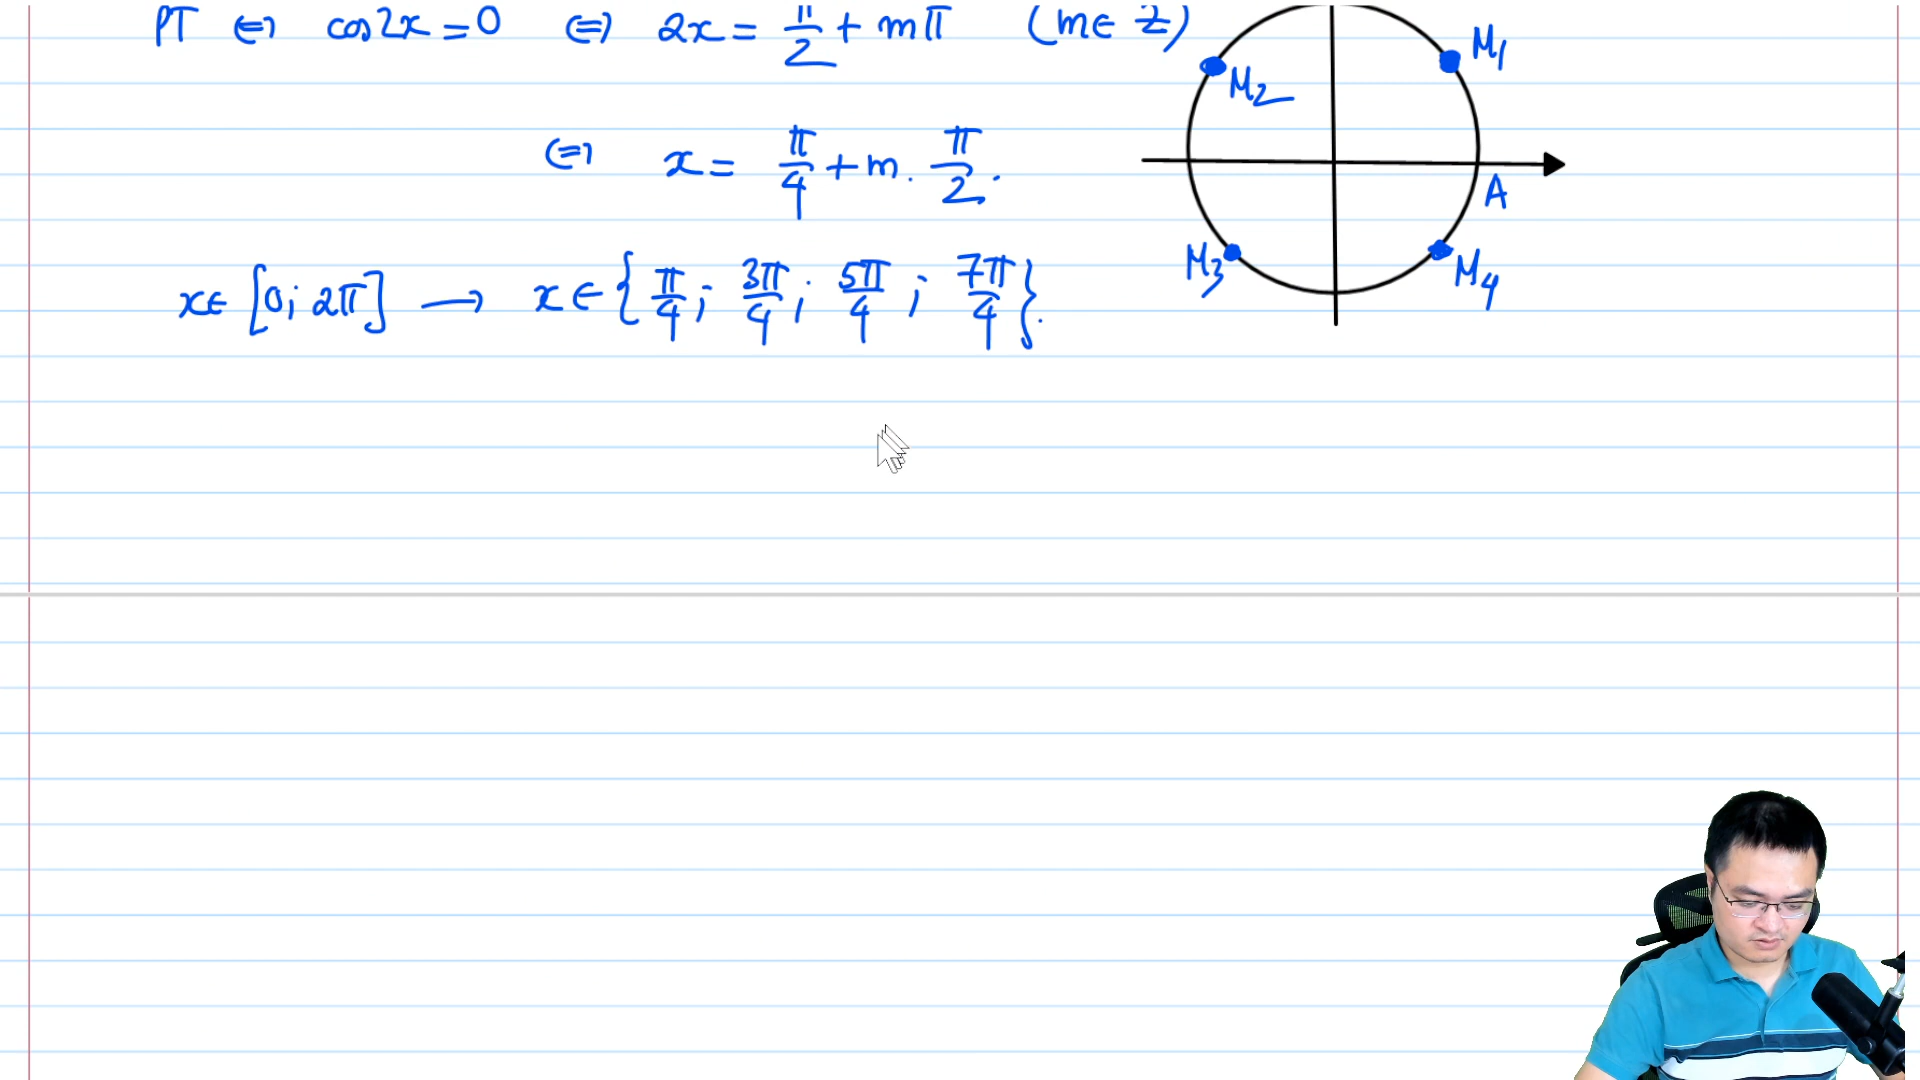 PT ⇔ cos2x = 0 ⇔ 2x = π/2 + mπ (m ∈ Z)
M1
M2
⇔ x = π/4 + m . π/2 .
A
M3
M4
x ∈ [0; 2π] → x ∈ {π/4; 3π/4; 5π/4; 7π/4}.